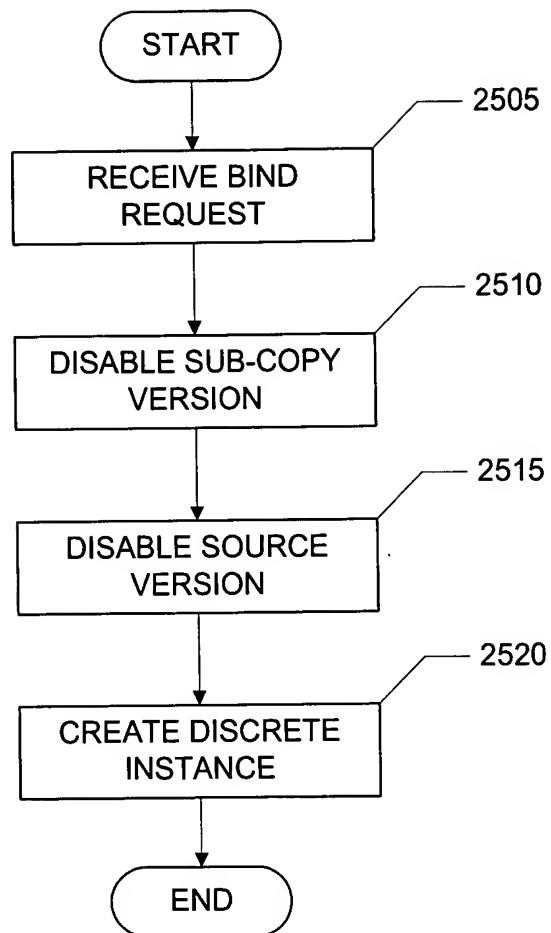 START
2505
RECEIVE BIND
REQUEST
2510
DISABLE SUB-COPY
VERSION
2515
DISABLE SOURCE
VERSION
2520
CREATE DISCRETE
INSTANCE
END